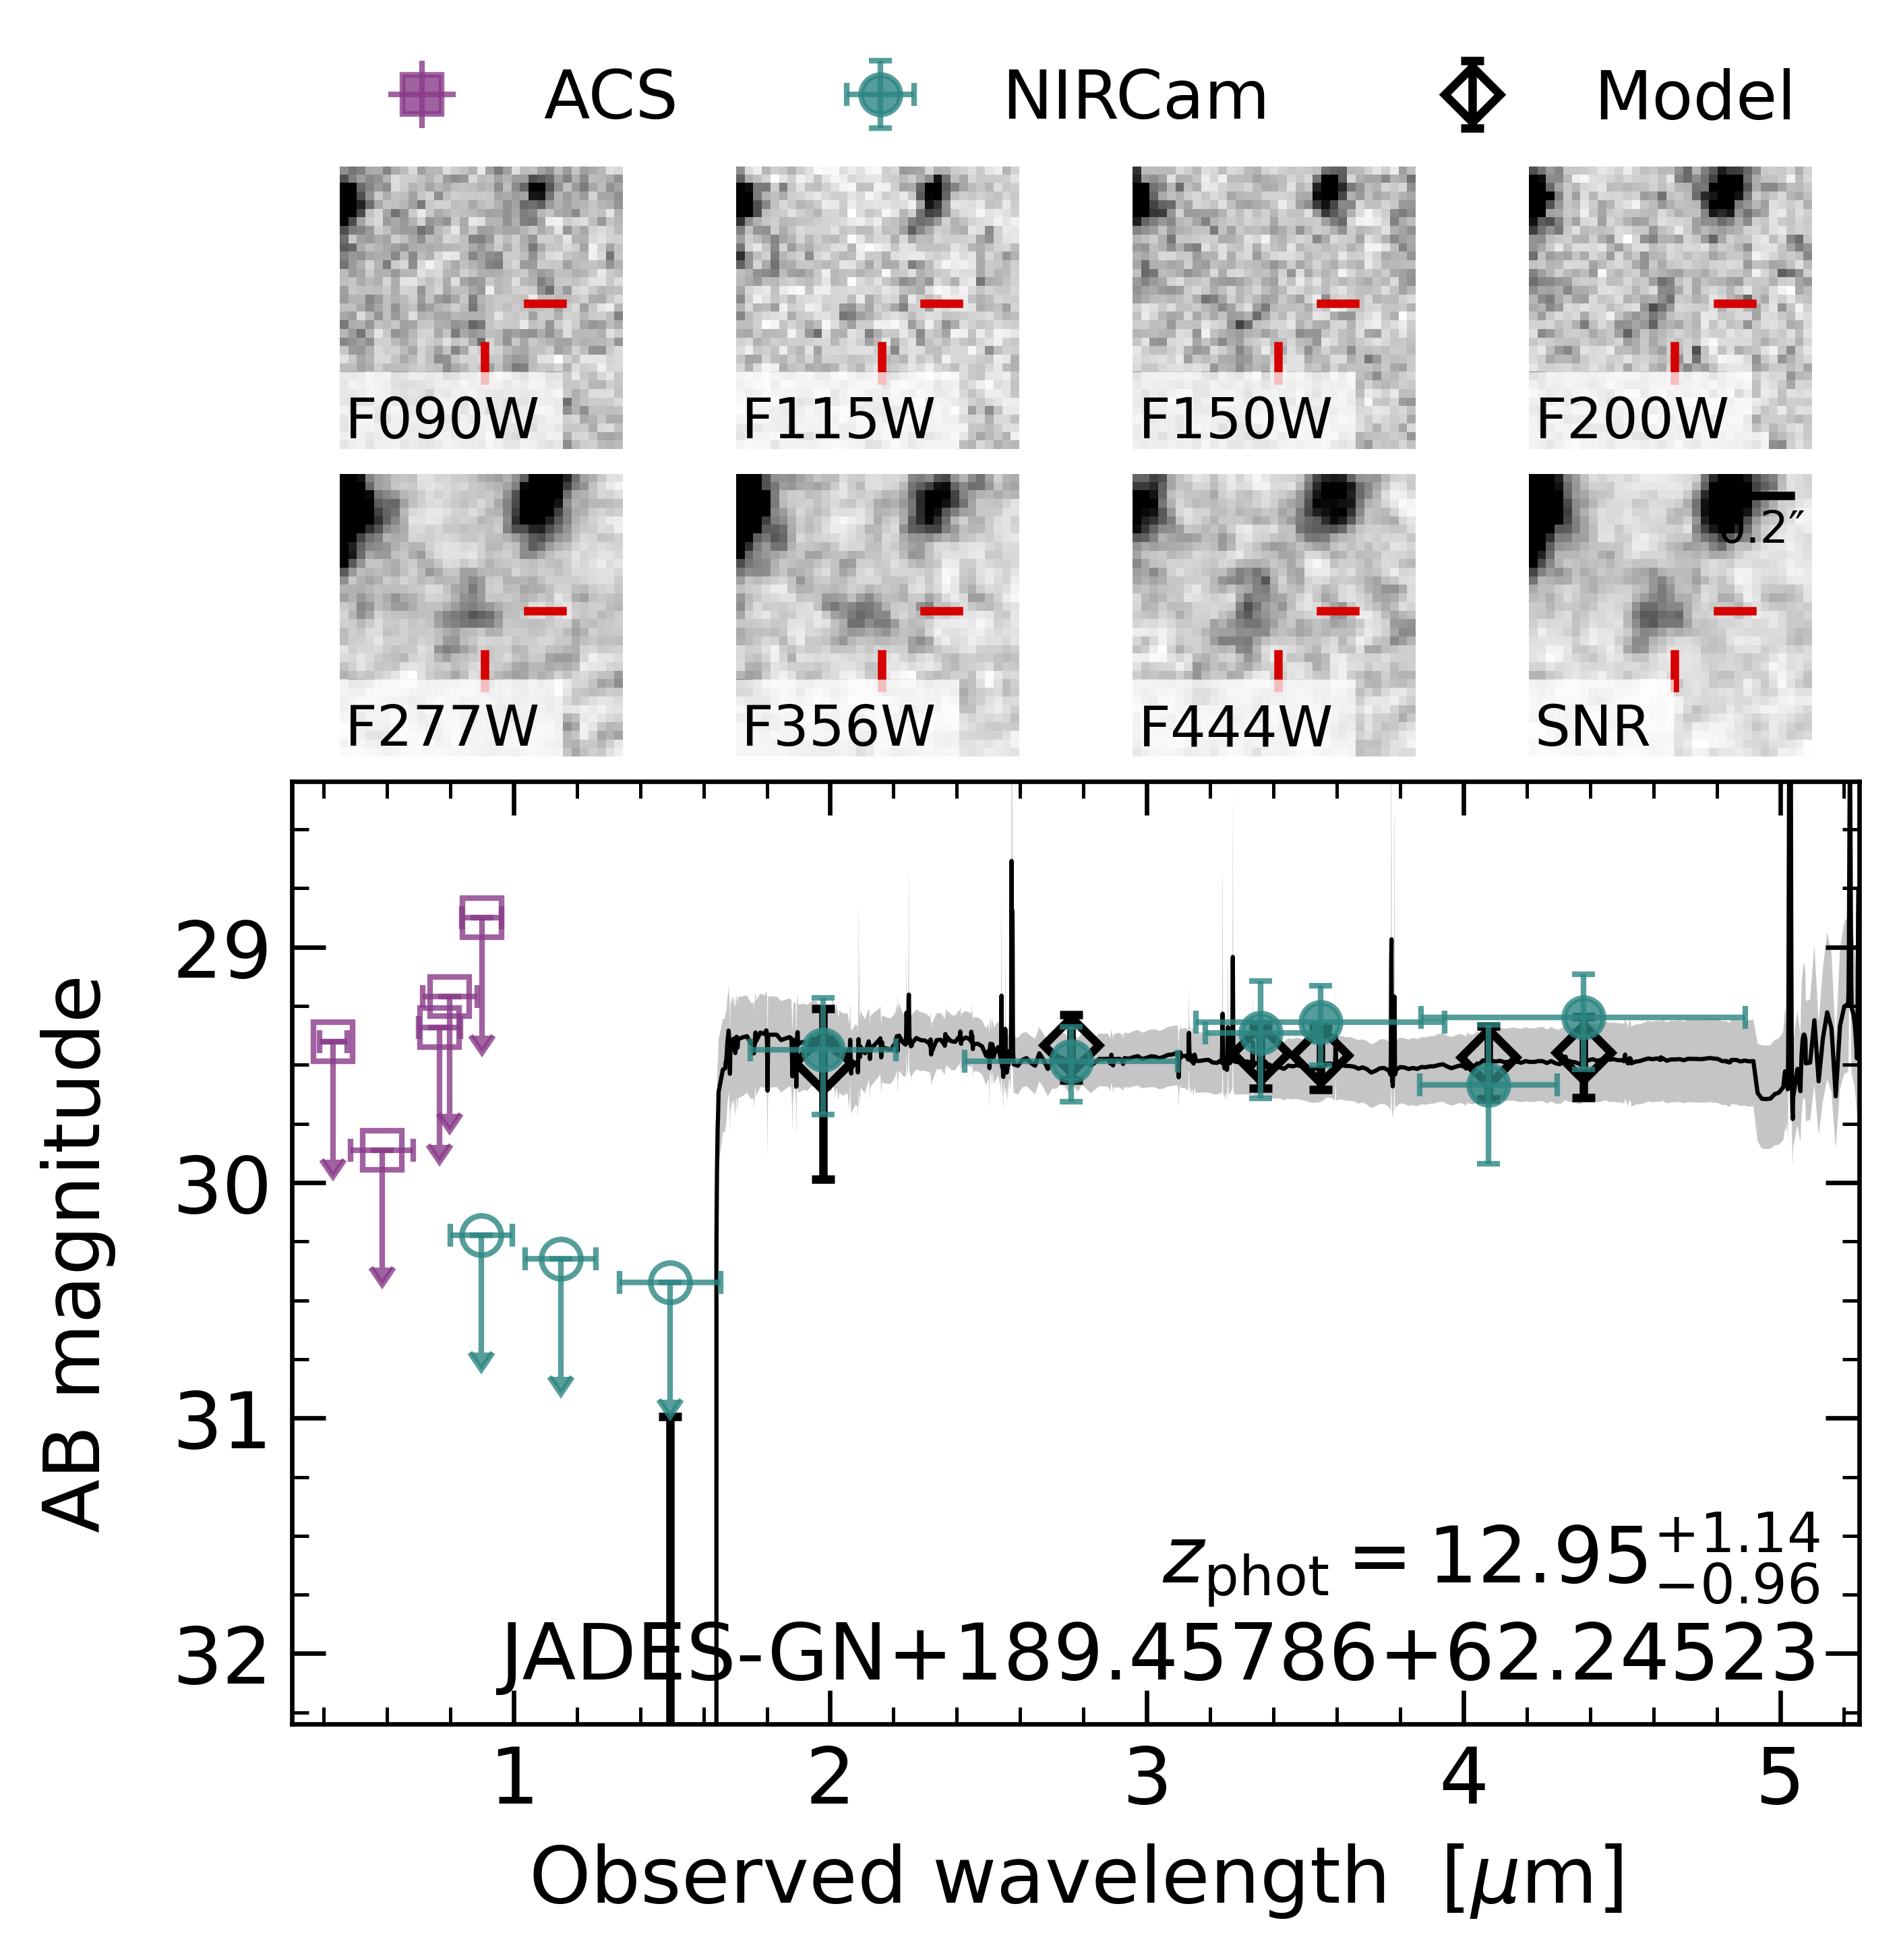 ACS NIRCam Model
F090W F115W F150W F200W
0.2″
F277W F356W F444W SNR
29
30
31
32
AB magnitude
z_phot = 12.95 +1.14 −0.96
JADES-GN+189.45786+62.24523
1 2 3 4 5
Observed wavelength [μm]